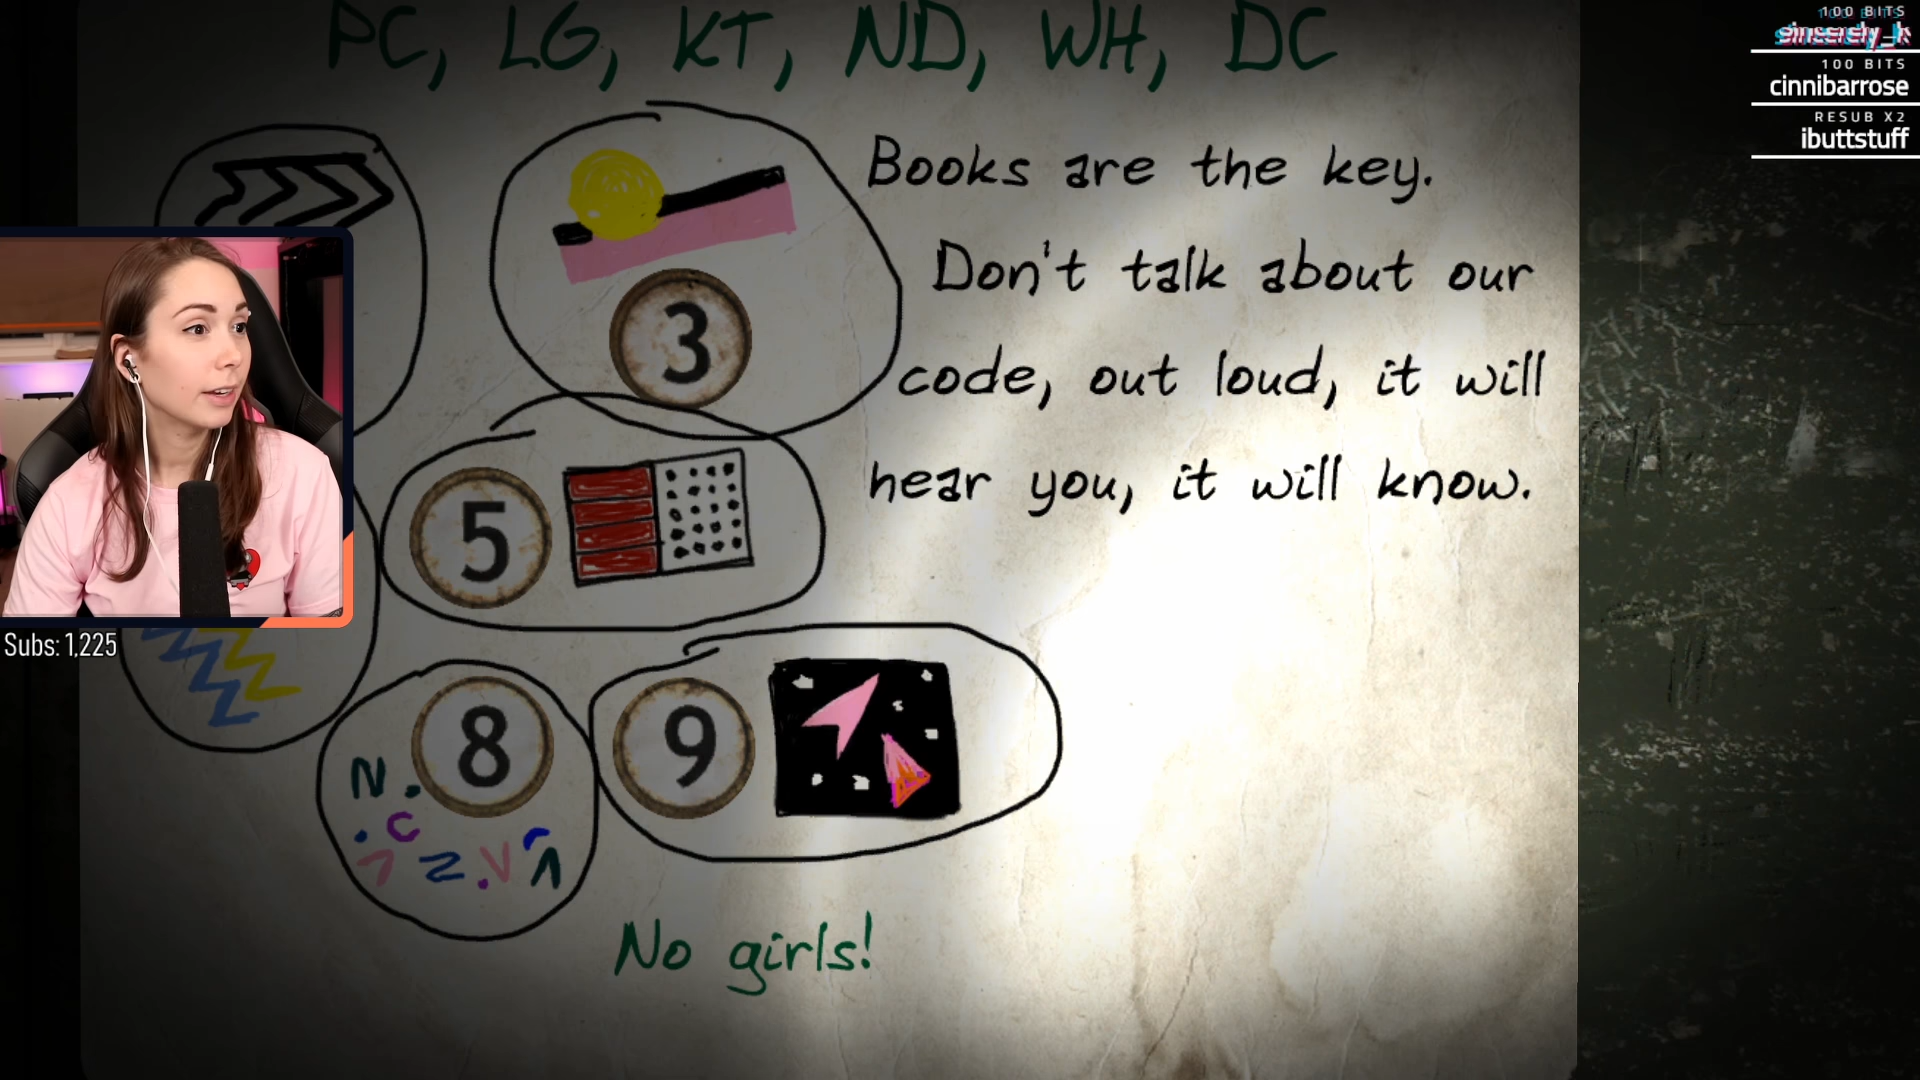 PC, LG, KT, ND, WH, DC
100 BITS
sincerely_k
100 BITS
cinnibarrose
RESUB X2
ibuttstuff
Books are the key.
Don't talk about our
code, out loud, it will
hear you, it will know.
3
5
Subs: 1,225
8
9
N.
No girls!